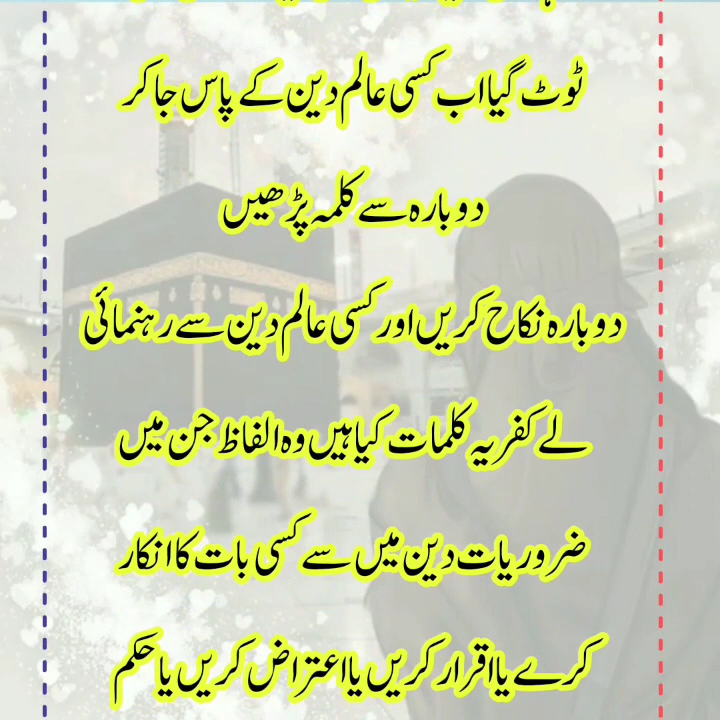 ٹوٹ گیا اب کسی عالم دین کے پاس جا کر
دوبارہ سے کلمہ پڑھیں
دوبارہ نکاح کریں اور کسی عالم دین سے رہنمائی
لے کفریہ کلمات کیا ہیں وہ الفاظ جن میں
ضروریات دین میں سے کسی بات کا انکار
کرے یا اقرار کریں یا اعتراض کریں یا حکم